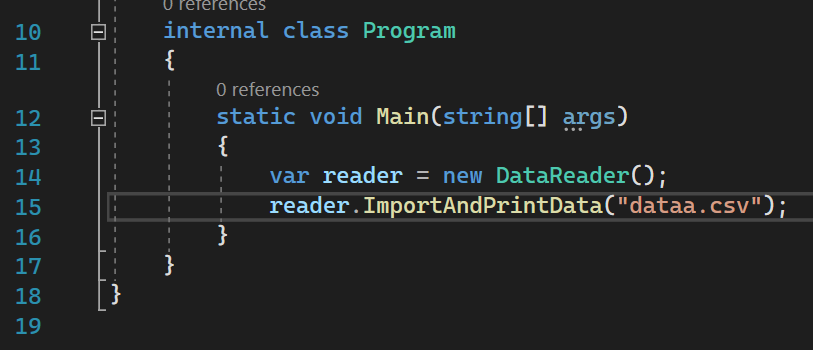 0 references
10 internal class Program
11 {
0 references
12 static void Main(string[] args)
13 {
14 var reader = new DataReader();
15 reader.ImportAndPrintData("dataa.csv");
16 }
17 }
18 }
19